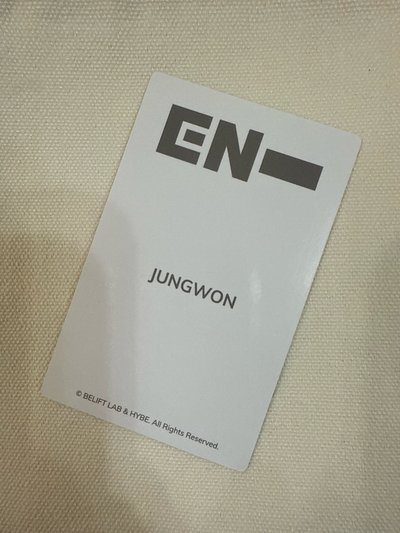 EN-
JUNGWON
© BELIFT LAB & HYBE. All Rights Reserved.